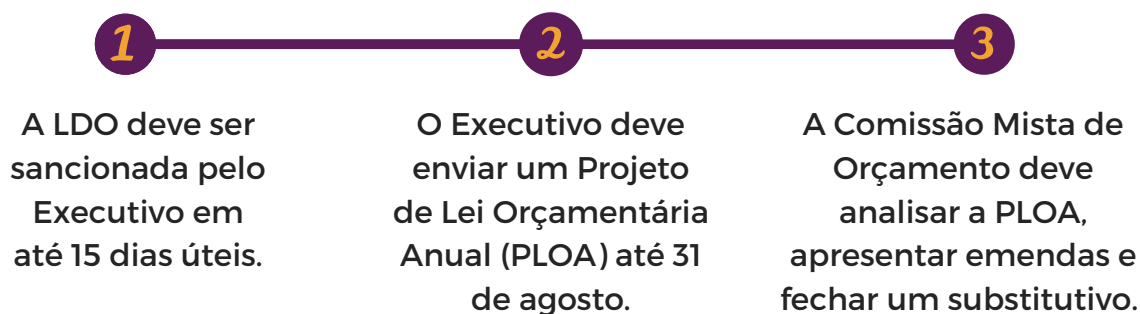 1
A LDO deve ser
sancionada pelo
Executivo em
até 15 dias úteis.
2
O Executivo deve
enviar um Projeto
de Lei Orçamentária
Anual (PLOA) até 31
de agosto.
3
A Comissão Mista de
Orçamento deve
analisar a PLOA,
apresentar emendas e
fechar um substitutivo.